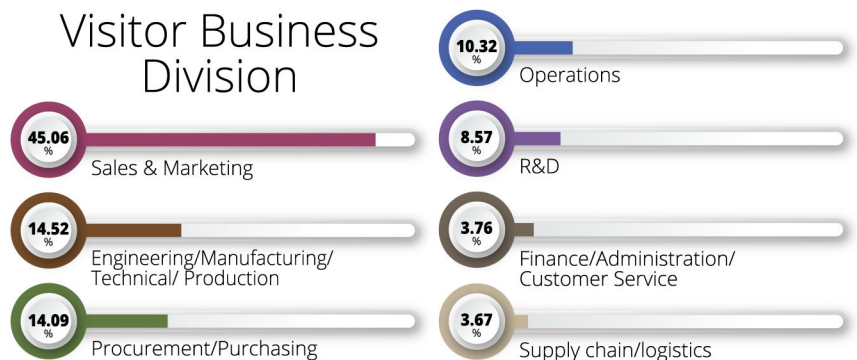 Visitor Business
Division
45.06
%
Sales & Marketing
14.52
%
Engineering/Manufacturing/
Technical/ Production
14.09
%
Procurement/Purchasing
10.32
%
Operations
8.57
%
R&D
3.76
%
Finance/Administration/
Customer Service
3.67
%
Supply chain/logistics